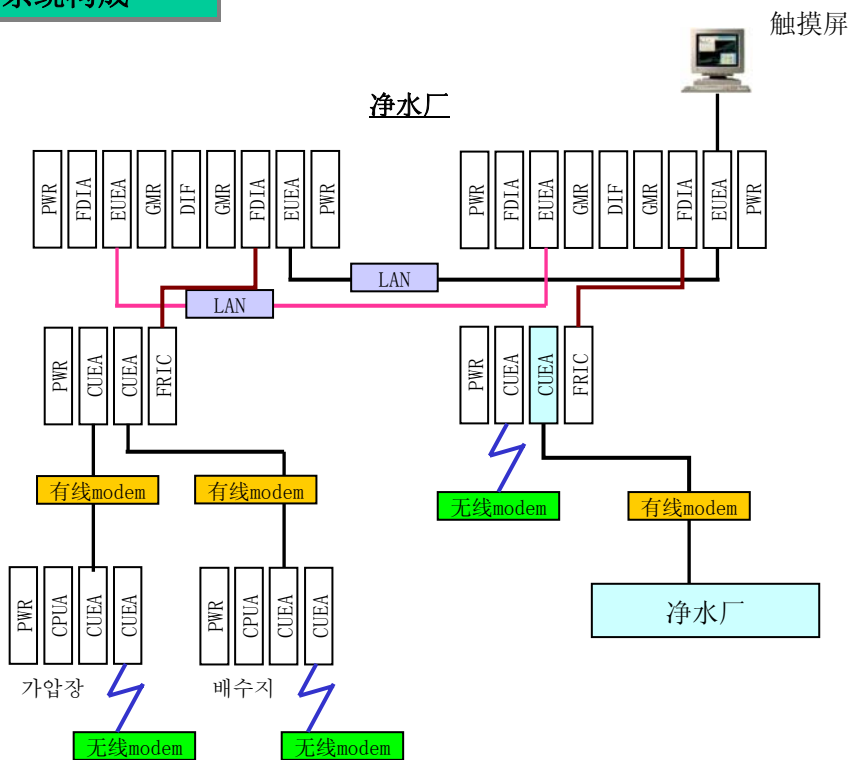 系统构成
触摸屏
净水厂
PWR
FDIA
EUEA
GMR
DIF
GMR
FDIA
EUEA
PWR
PWR
FDIA
EUEA
GMR
DIF
GMR
FDIA
EUEA
PWR
LAN
LAN
PWR
CUEA
CUEA
FRIC
PWR
CUEA
CUEA
FRIC
有线modem
有线modem
无线modem
有线modem
PWR
CPUA
CUEA
CUEA
PWR
CPUA
CUEA
CUEA
净水厂
가압장
배수지
无线modem
无线modem